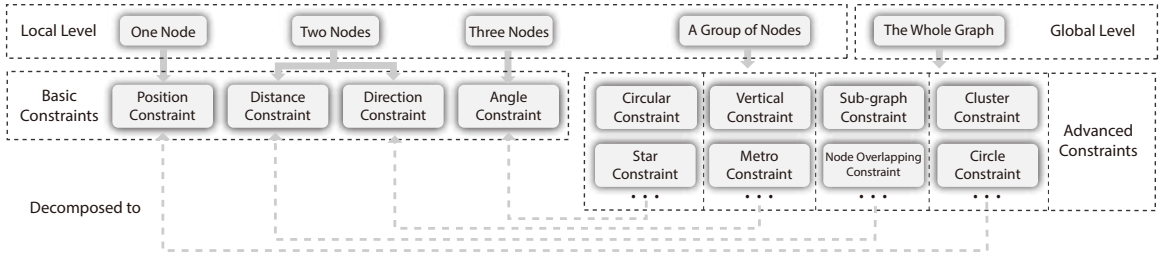 Local Level
One Node
Two Nodes
Three Nodes
A Group of Nodes
The Whole Graph
Global Level
Basic
Constraints
Position
Constraint
Distance
Constraint
Direction
Constraint
Angle
Constraint
Circular
Constraint
Vertical
Constraint
Sub-graph
Constraint
Cluster
Constraint
Star
Constraint
Metro
Constraint
Node Overlapping
Constraint
Circle
Constraint
• • •
• • •
• • •
• • •
Advanced
Constraints
Decomposed to